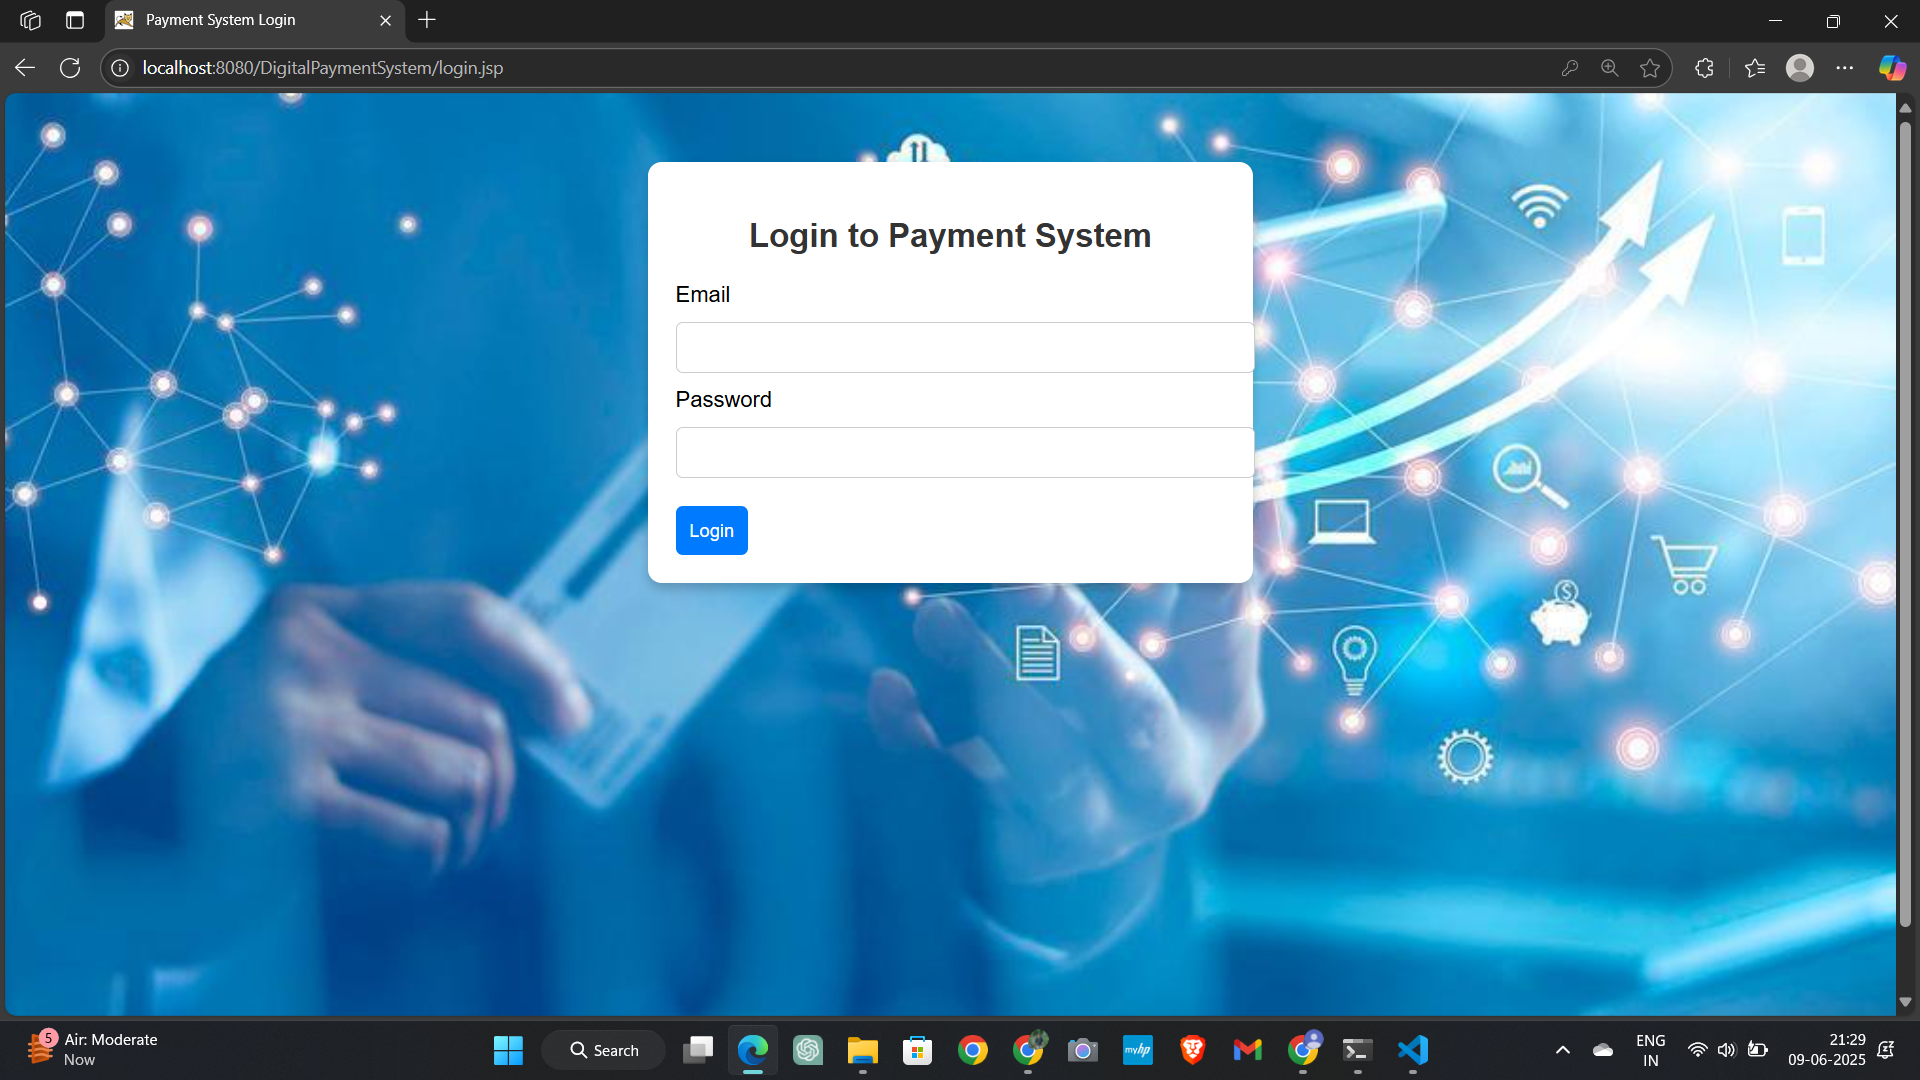 Payment System Login
localhost:8080/DigitalPaymentSystem/login.jsp
Login to Payment System
Email
Password
Login
$
5
Air: Moderate
Now
Search
myhp
ENG
IN
21:29
09-06-2025